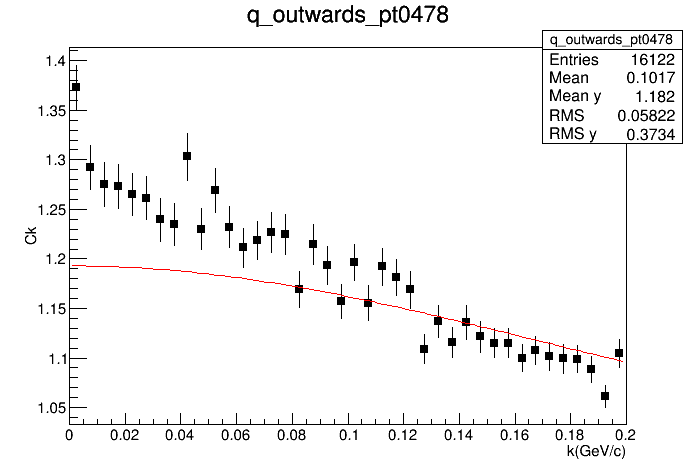 q_outwards_pt0478
q_outwards_pt0478
Entries 16122
Mean 0.1017
Mean y 1.182
RMS 0.05822
RMS y 0.3734
Ck
1.4
1.35
1.3
1.25
1.2
1.15
1.1
1.05
0 0.02 0.04 0.06 0.08 0.1 0.12 0.14 0.16 0.18 0.2
k(GeV/c)